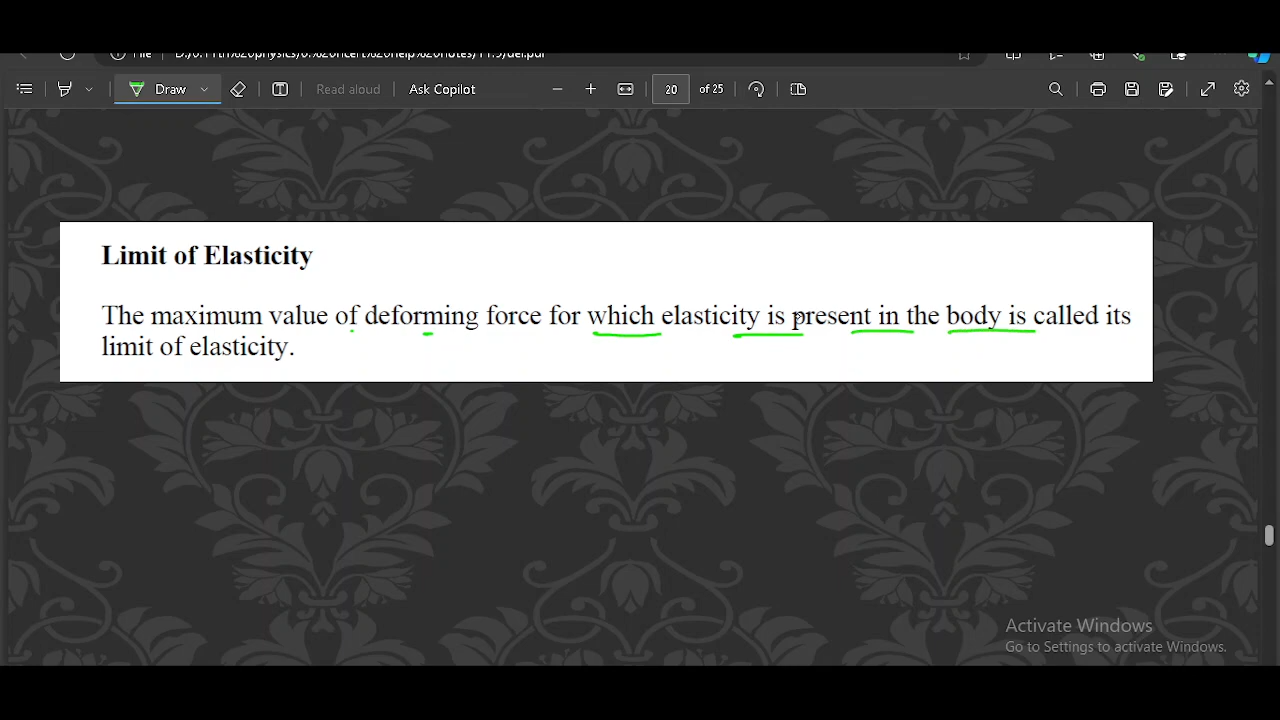 Draw
Read aloud
Ask Copilot
20
of 25
Limit of Elasticity
The maximum value of deforming force for which elasticity is present in the body is called its
limit of elasticity.
Activate Windows
Go to Settings to activate Windows.